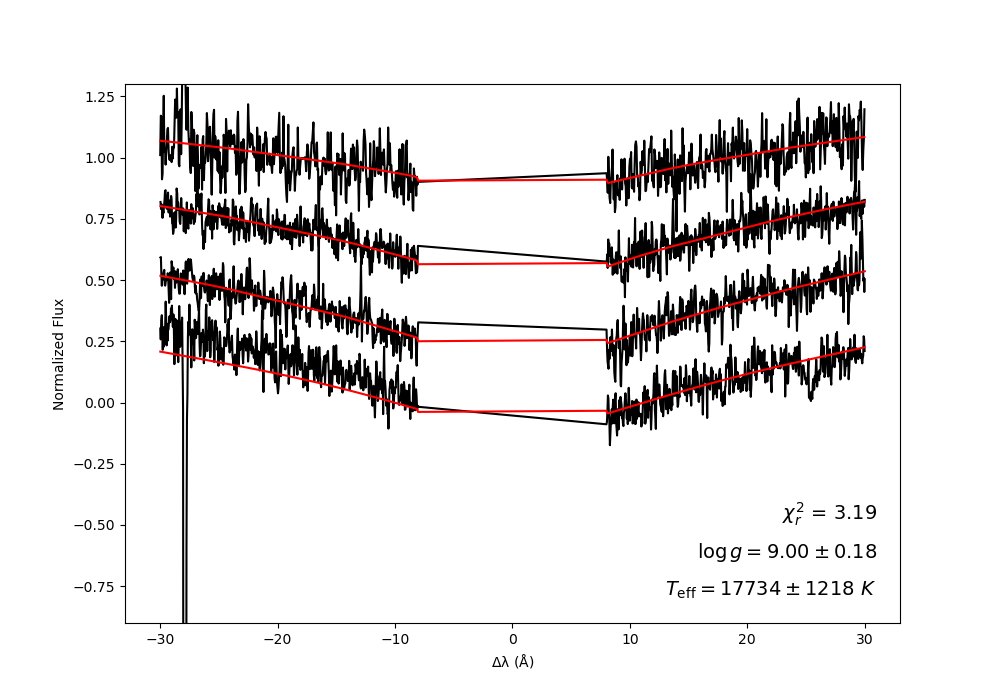 1.25
1.00
0.75
0.50
0.25
0.00
−0.25
−0.50
−0.75
Normalized Flux
χ²ᵣ = 3.19
log g = 9.00 ± 0.18
T_eff = 17734 ± 1218 K
−30 −20 −10 0 10 20 30
Δλ (Å)